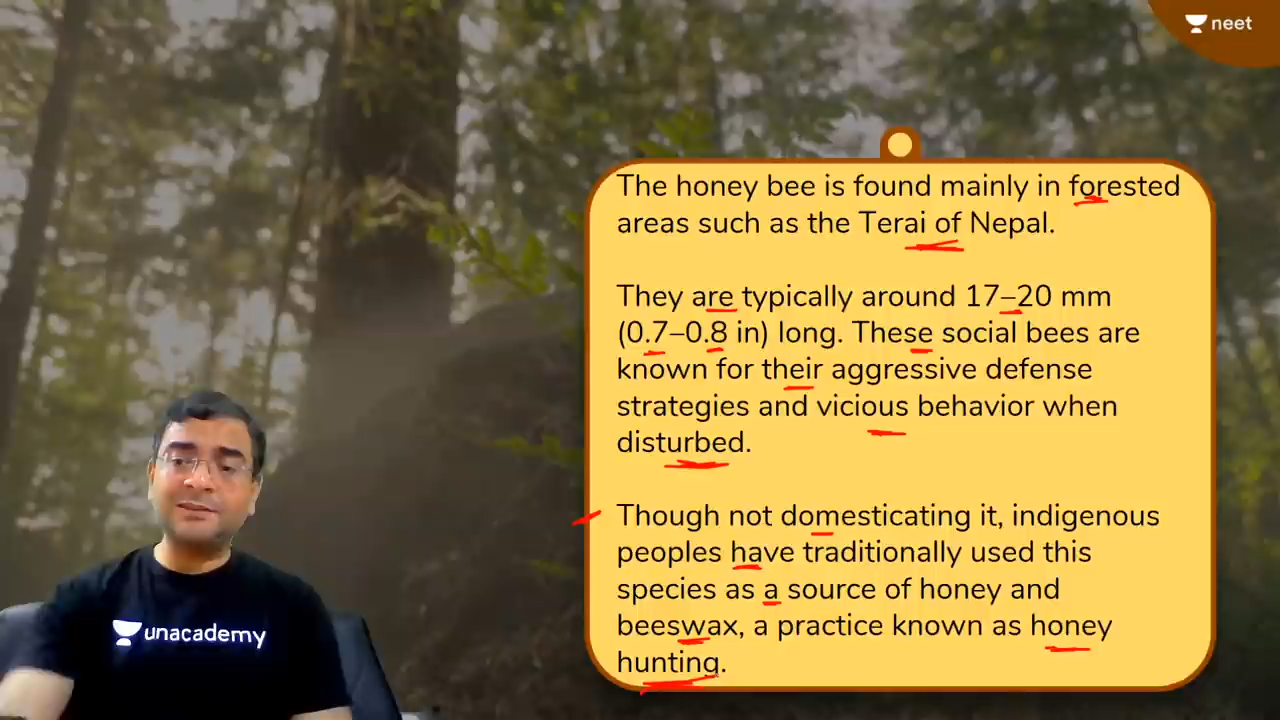 neet
The honey bee is found mainly in forested
areas such as the Terai of Nepal.
They are typically around 17–20 mm
(0.7–0.8 in) long. These social bees are
known for their aggressive defense
strategies and vicious behavior when
disturbed.
Though not domesticating it, indigenous
peoples have traditionally used this
species as a source of honey and
beeswax, a practice known as honey
hunting.
unacademy